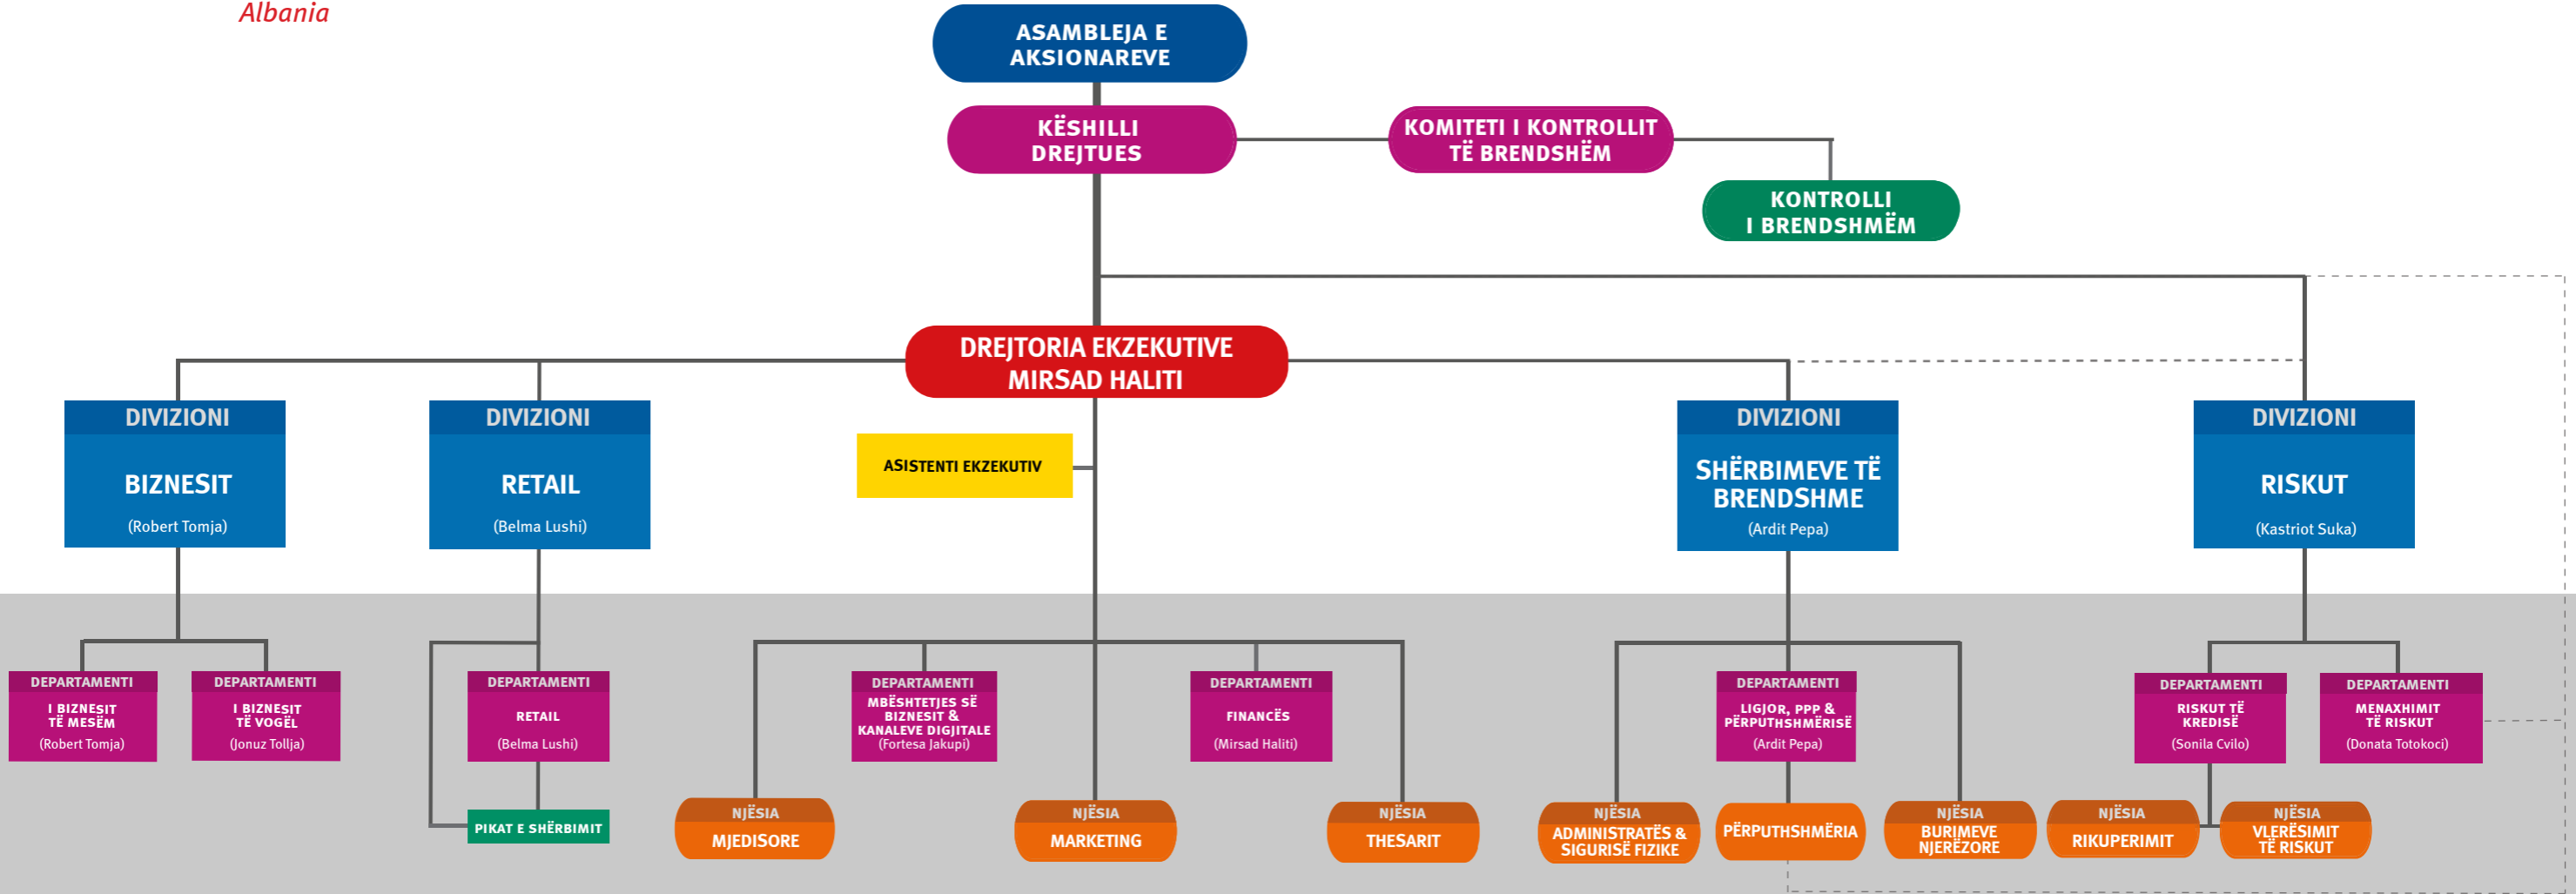 Albania
ASAMBLEJA E
AKSIONAREVE
KËSHILLI
DREJTUES
KOMITETI I KONTROLLIT
TË BRENDSHËM
KONTROLLI
I BRENDSHMËM
DREJTORIA EKZEKUTIVE
MIRSAD HALITI
DIVIZIONI
BIZNESIT
(Robert Tomja)
DIVIZIONI
RETAIL
(Belma Lushi)
ASISTENTI EKZEKUTIV
DIVIZIONI
SHËRBIMEVE TË
BRENDSHME
(Ardit Pepa)
DIVIZIONI
RISKUT
(Kastriot Suka)
DEPARTAMENTI
I BIZNESIT
TË MESËM
(Robert Tomja)
DEPARTAMENTI
I BIZNESIT
TË VOGËL
(Jonuz Tollja)
DEPARTAMENTI
RETAIL
(Belma Lushi)
DEPARTAMENTI
MBËSHTETJES SË
BIZNESIT &
KANALEVE DIGJITALE
(Fortesa Jakupi)
DEPARTAMENTI
FINANCËS
(Mirsad Haliti)
DEPARTAMENTI
LIGJOR, PPP &
PËRPUTHSHMËRISË
(Ardit Pepa)
DEPARTAMENTI
RISKUT TË
KREDISË
(Sonila Cvilo)
DEPARTAMENTI
MENAXHIMIT
TË RISKUT
(Donata Totokoci)
PIKAT E SHËRBIMIT
NJËSIA
MJEDISORE
NJËSIA
MARKETING
NJËSIA
THESARIT
NJËSIA
ADMINISTRATËS &
SIGURISË FIZIKE
PËRPUTHSHMËRIA
NJËSIA
BURIMEVE
NJERËZORE
NJËSIA
RIKUPERIMIT
NJËSIA
VLERËSIMIT
TË RISKUT